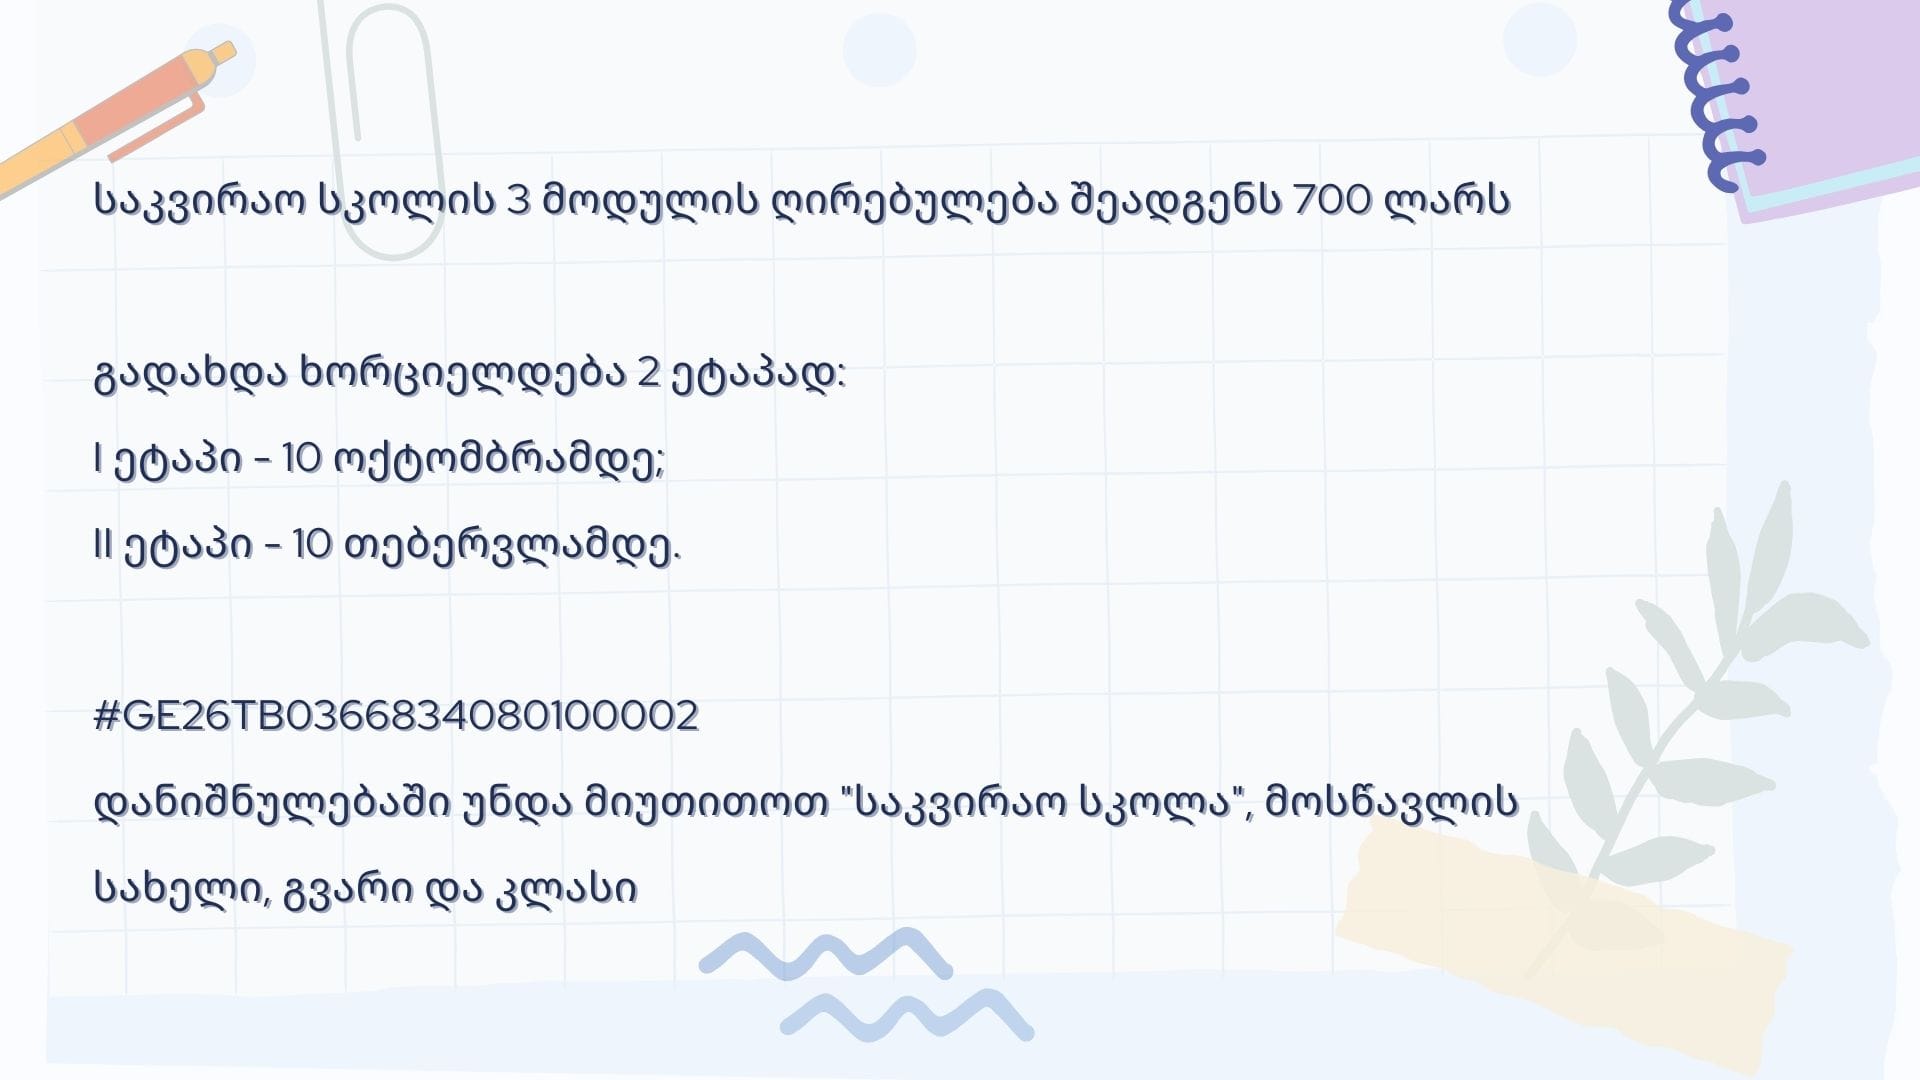 საკვირაო სკოლის 3 მოდულის ღირებულება შეადგენს 700 ლარს
გადახდა ხორციელდება 2 ეტაპად:
I ეტაპი - 10 ოქტომბრამდე;
II ეტაპი - 10 თებერვლამდე.
#GE26TB0366834080100002
დანიშნულებაში უნდა მიუთითოთ "საკვირაო სკოლა", მოსწავლის
სახელი, გვარი და კლასი